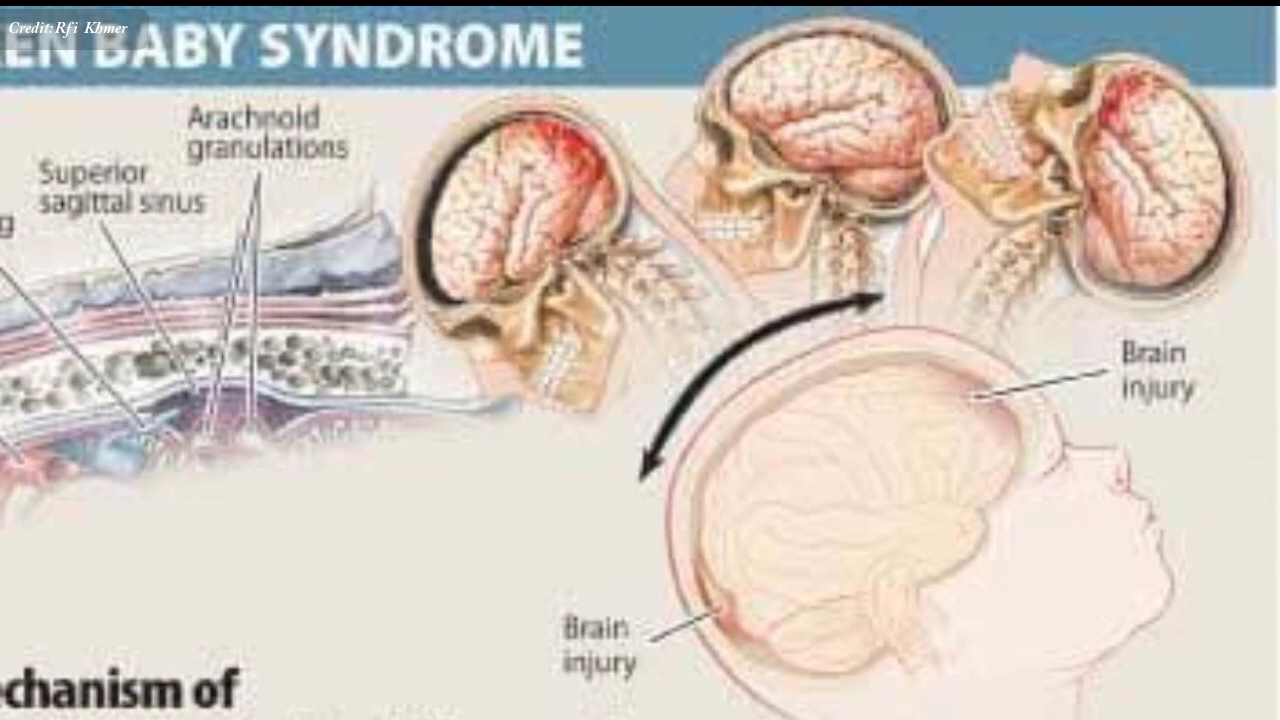 Credit:Rfi Khmer
EN BABY SYNDROME
Arachnoid
granulations
Superior
sagittal sinus
g
Brain
injury
Brain
injury
chanism of